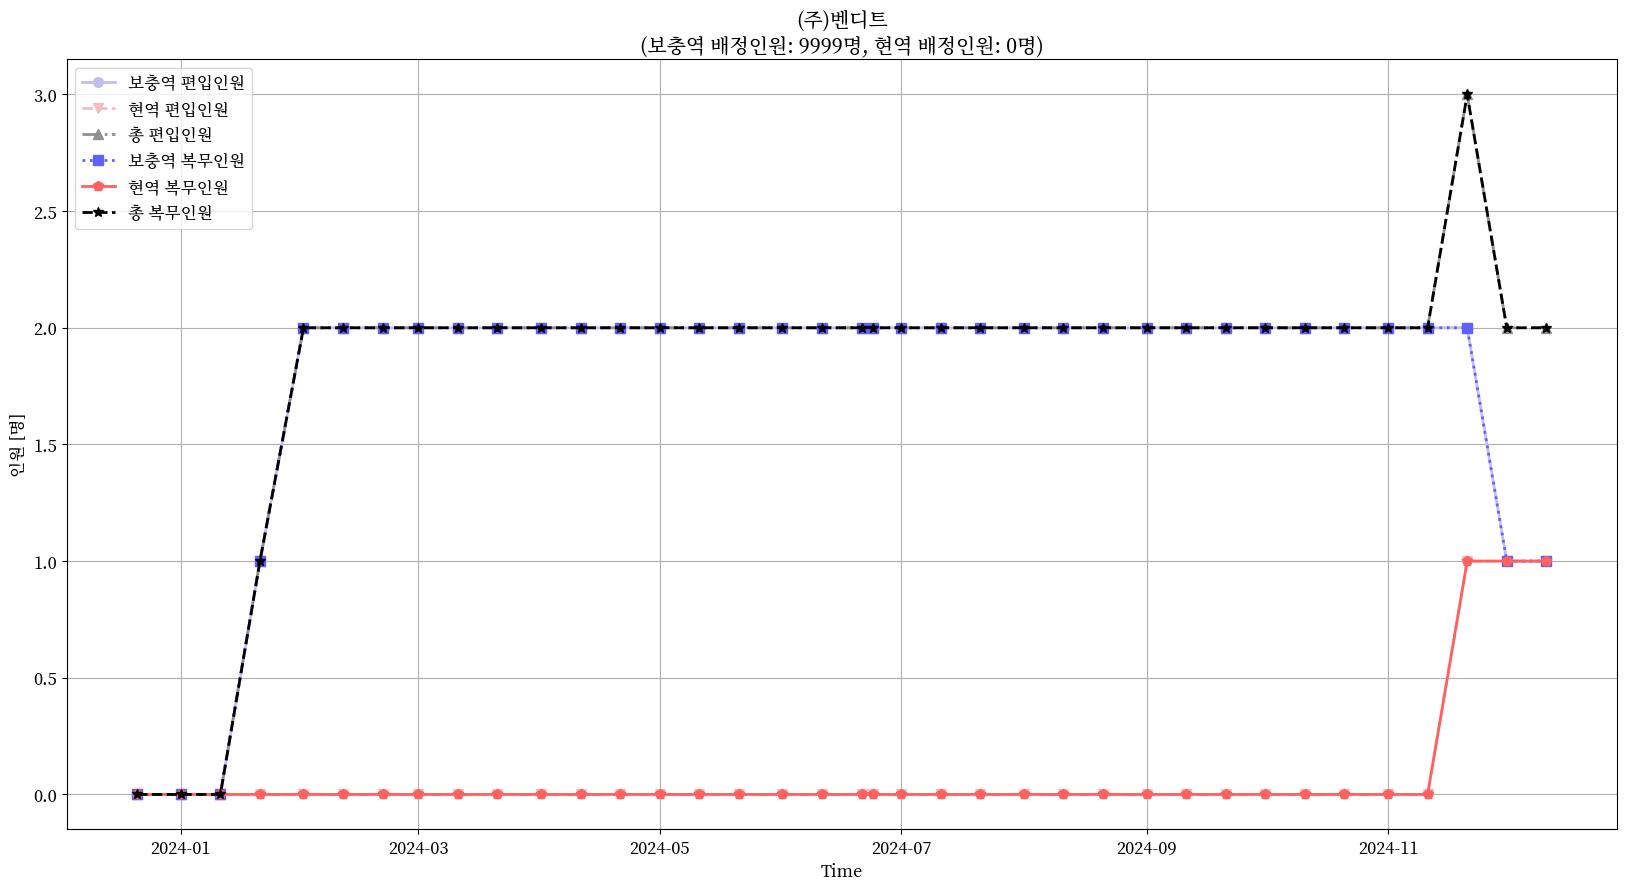 (주)벤디트
(보충역 배정인원: 9999명, 현역 배정인원: 0명)
보충역 편입인원
현역 편입인원
총 편입인원
보충역 복무인원
현역 복무인원
총 복무인원
3.0
2.5
2.0
1.5
1.0
0.5
0.0
인원 [명]
2024-01
2024-03
2024-05
2024-07
2024-09
2024-11
Time